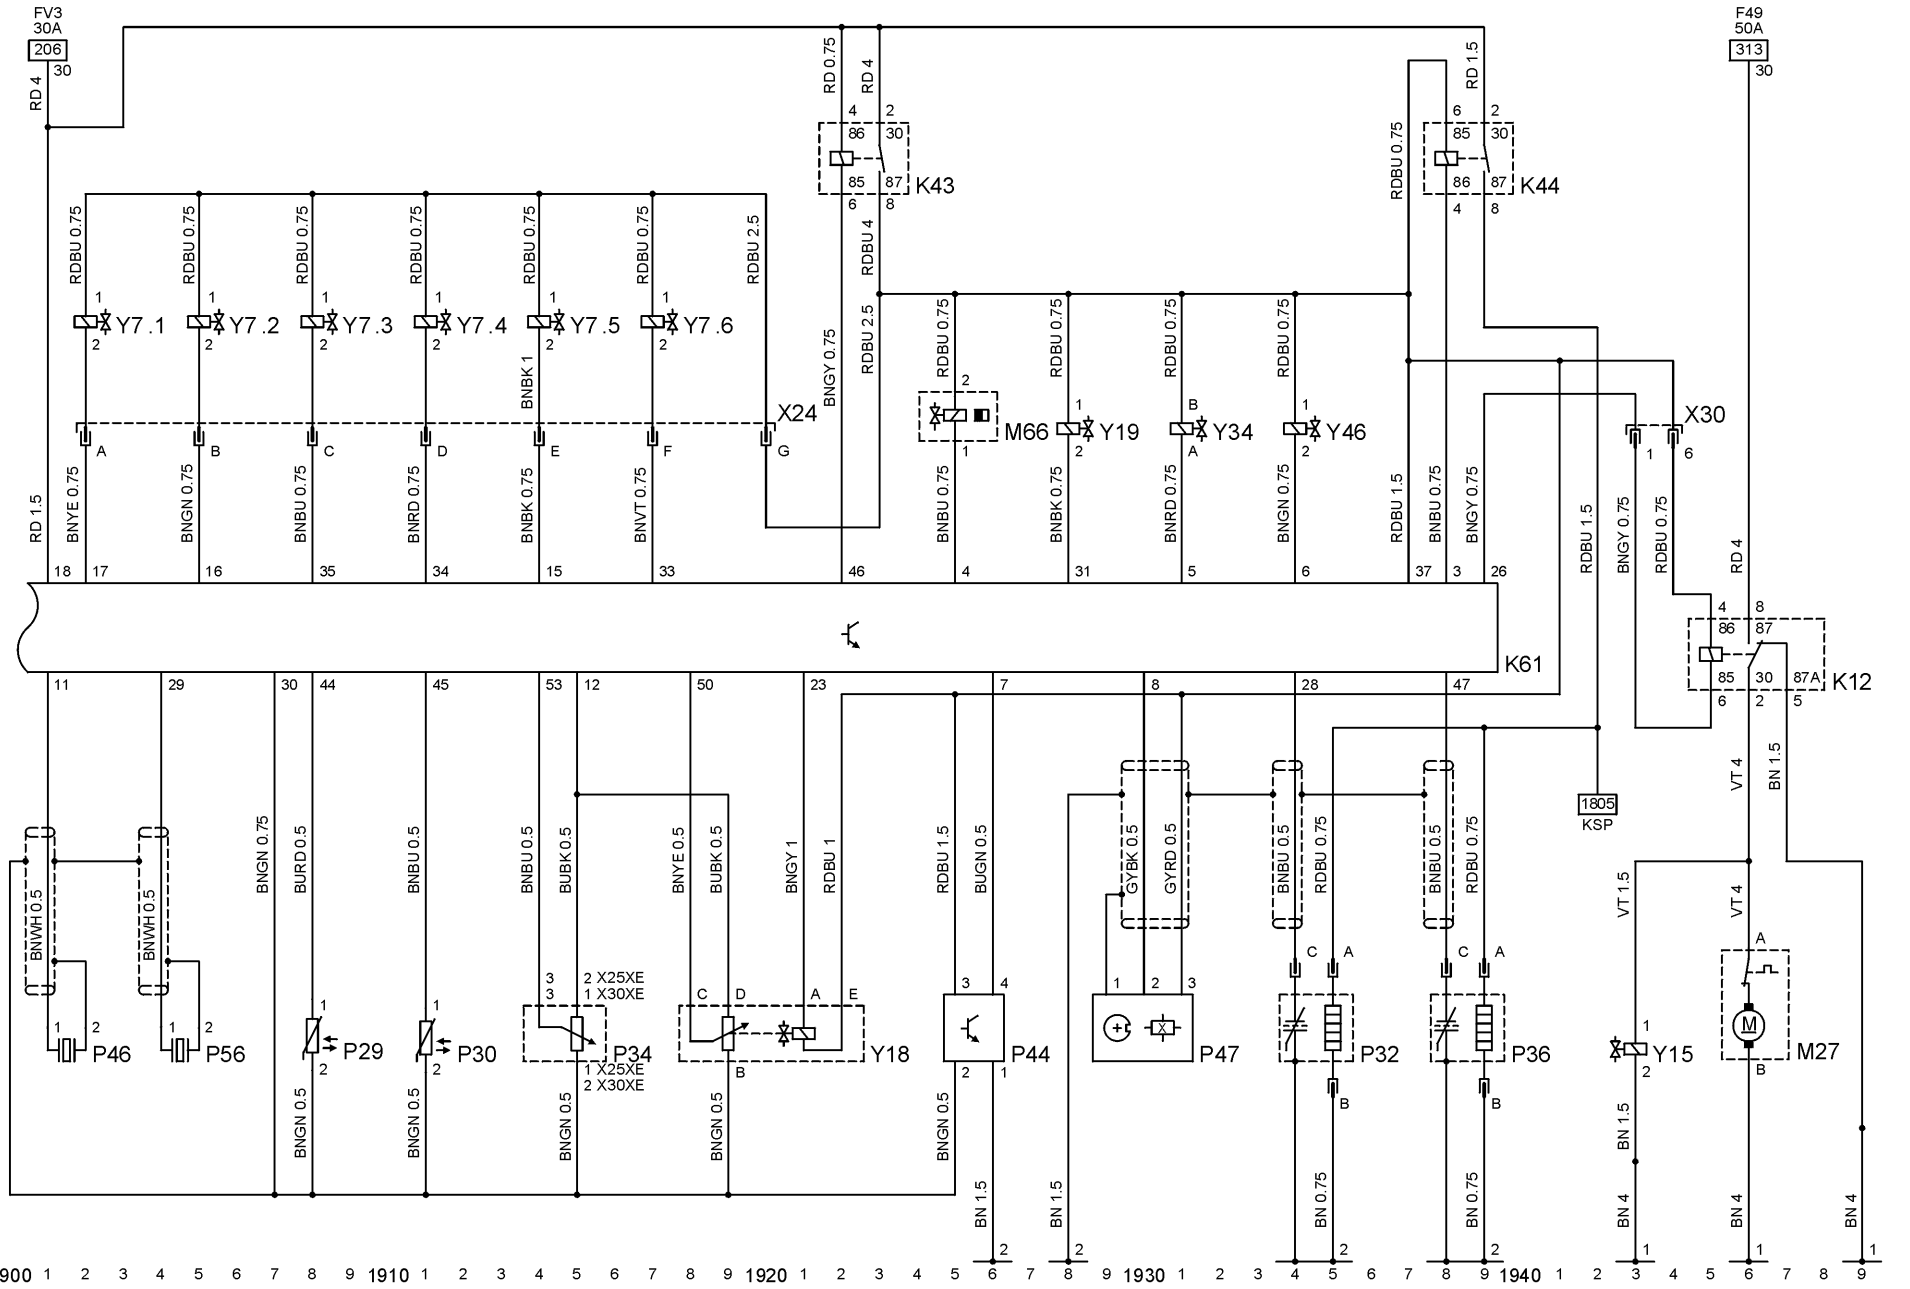 FV3
30A
206
30
F49
50A
313
30
RD 4
RD 0.75
RD 4
RD 1.5
4
2
86
30
85
87
6
8
K43
6
2
85
30
86
87
4
8
K44
RDBU 0.75
RDBU 0.75
RDBU 0.75
RDBU 0.75
RDBU 0.75
RDBU 0.75
RDBU 0.75
RDBU 2.5
RDBU 4
1 1 1 1 1 1
Y7.1
Y7.2
Y7.3
Y7.4
Y7.5
Y7.6
2 2 2 2 2 2
BNBK 1
BNGY 0.75
RDBU 2.5
RDBU 0.75
RDBU 0.75
RDBU 0.75
RDBU 0.75
2
1
B
1
X24
A
B
C
D
E
F
G
M66
Y19
Y34
Y46
1
2
A
2
X30
1
6
RD 1.5
BNYE 0.75
BNGN 0.75
BNBU 0.75
BNRD 0.75
BNBK 0.75
BNVT 0.75
BNBU 0.75
BNBK 0.75
BNRD 0.75
BNGN 0.75
RDBU 1.5
BNBU 0.75
BNGY 0.75
RDBU 1.5
BNGY 0.75
RDBU 0.75
RD 4
18
17
16
35
34
15
33
46
4
31
5
6
37
3
26
K61
4
8
86
87
85
30
87A
6
2
5
K12
11
29
30
44
45
53
12
50
23
7
8
28
47
VT 4
BN 1.5
1805
KSP
BNWH 0.5
BNWH 0.5
BNGN 0.75
BURD 0.5
BNBU 0.5
BNBU 0.5
BUBK 0.5
BNYE 0.5
BUBK 0.5
BNGY 1
RDBU 1
RDBU 1.5
BUGN 0.5
GYBK 0.5
GYRD 0.5
BNBU 0.5
RDBU 0.75
BNBU 0.5
RDBU 0.75
VT 1.5
VT 4
C
A
C
A
A
3
2 X25XE
3
1 X30XE
C
D
A
E
3
4
1
2
3
1
2
1
2
1
1
1
P46
P56
P29
P30
P34
Y18
P44
P47
P32
P36
Y15
M27
M
X
2
2
1 X25XE
2 X30XE
B
2
1
B
B
2
B
BNGN 0.5
BNGN 0.5
BNGN 0.5
BNGN 0.5
BNGN 0.5
BN 1.5
BN 1.5
BN 0.75
BN 0.75
BN 1.5
BN 4
BN 4
BN 4
2
2
2
2
1
1
1
900 1 2 3 4 5 6 7 8 9 1910 1 2 3 4 5 6 7 8 9 1920 1 2 3 4 5 6 7 8 9 1930 1 2 3 4 5 6 7 8 9 1940 1 2 3 4 5 6 7 8 9